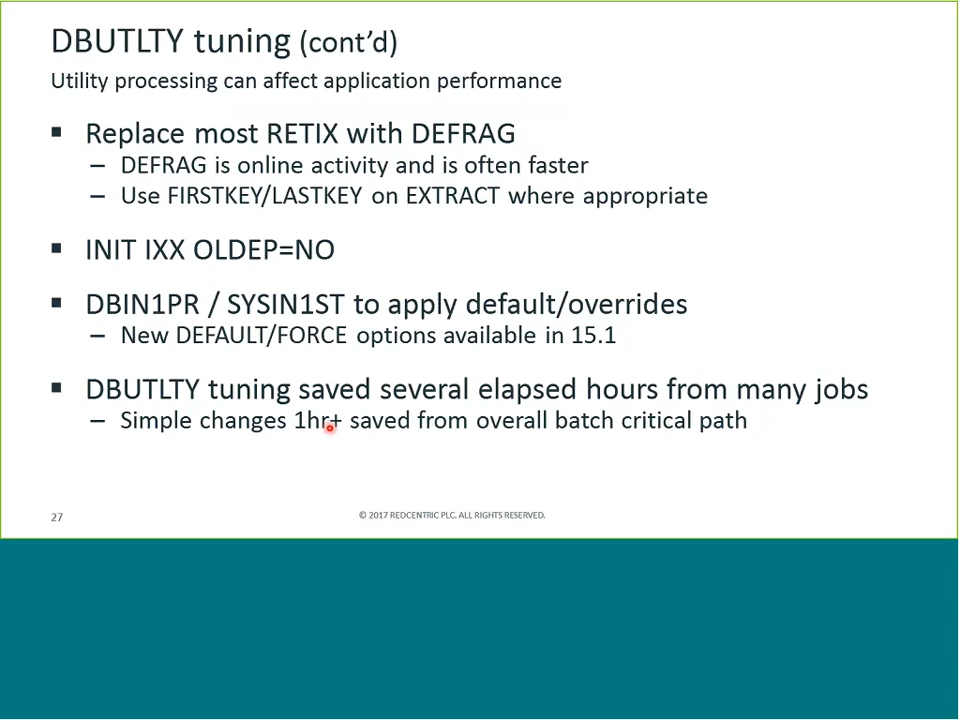 DBUTLTY tuning (cont'd)
Utility processing can affect application performance
▪ Replace most RETIX with DEFRAG
– DEFRAG is online activity and is often faster
– Use FIRSTKEY/LASTKEY on EXTRACT where appropriate
▪ INIT IXX OLDEP=NO
▪ DBIN1PR / SYSIN1ST to apply default/overrides
– New DEFAULT/FORCE options available in 15.1
▪ DBUTLTY tuning saved several elapsed hours from many jobs
– Simple changes 1hr+ saved from overall batch critical path
27
© 2017 REDCENTRIC PLC. ALL RIGHTS RESERVED.